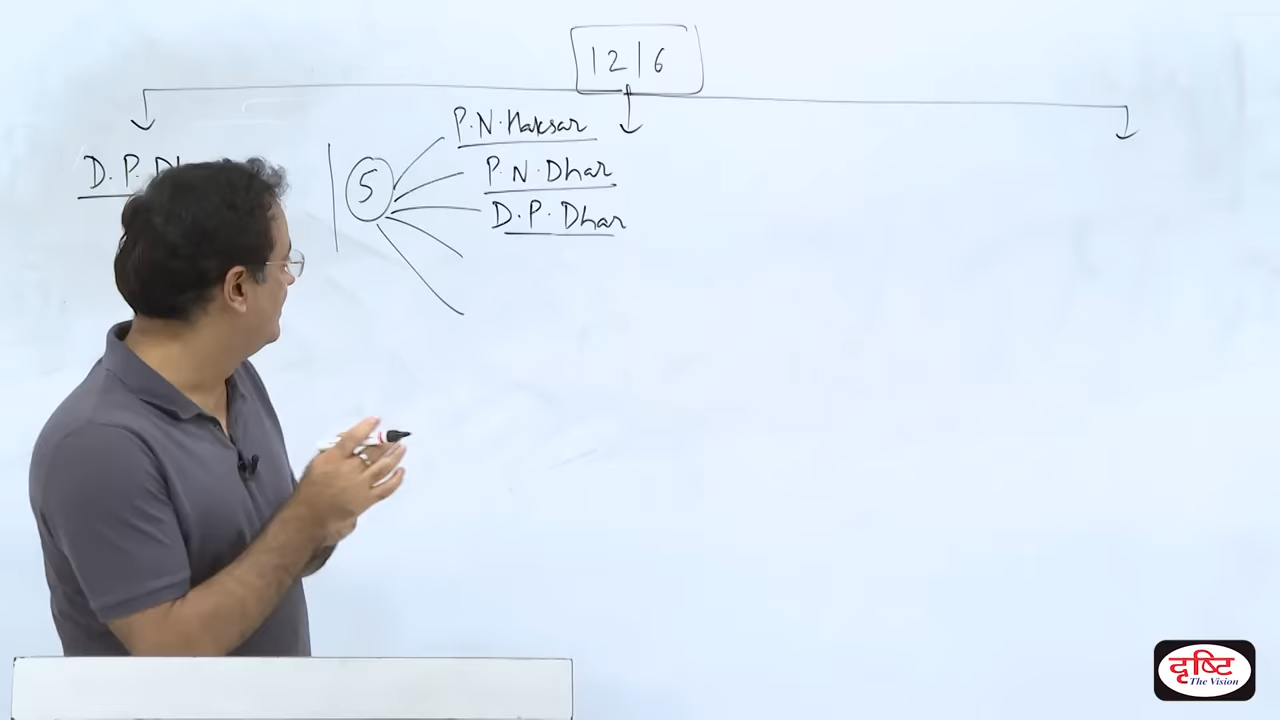 12/6
P.N.Haksar
D.P.
5
P.N.Dhar
D.P.Dhar
दृष्टि
The Vision